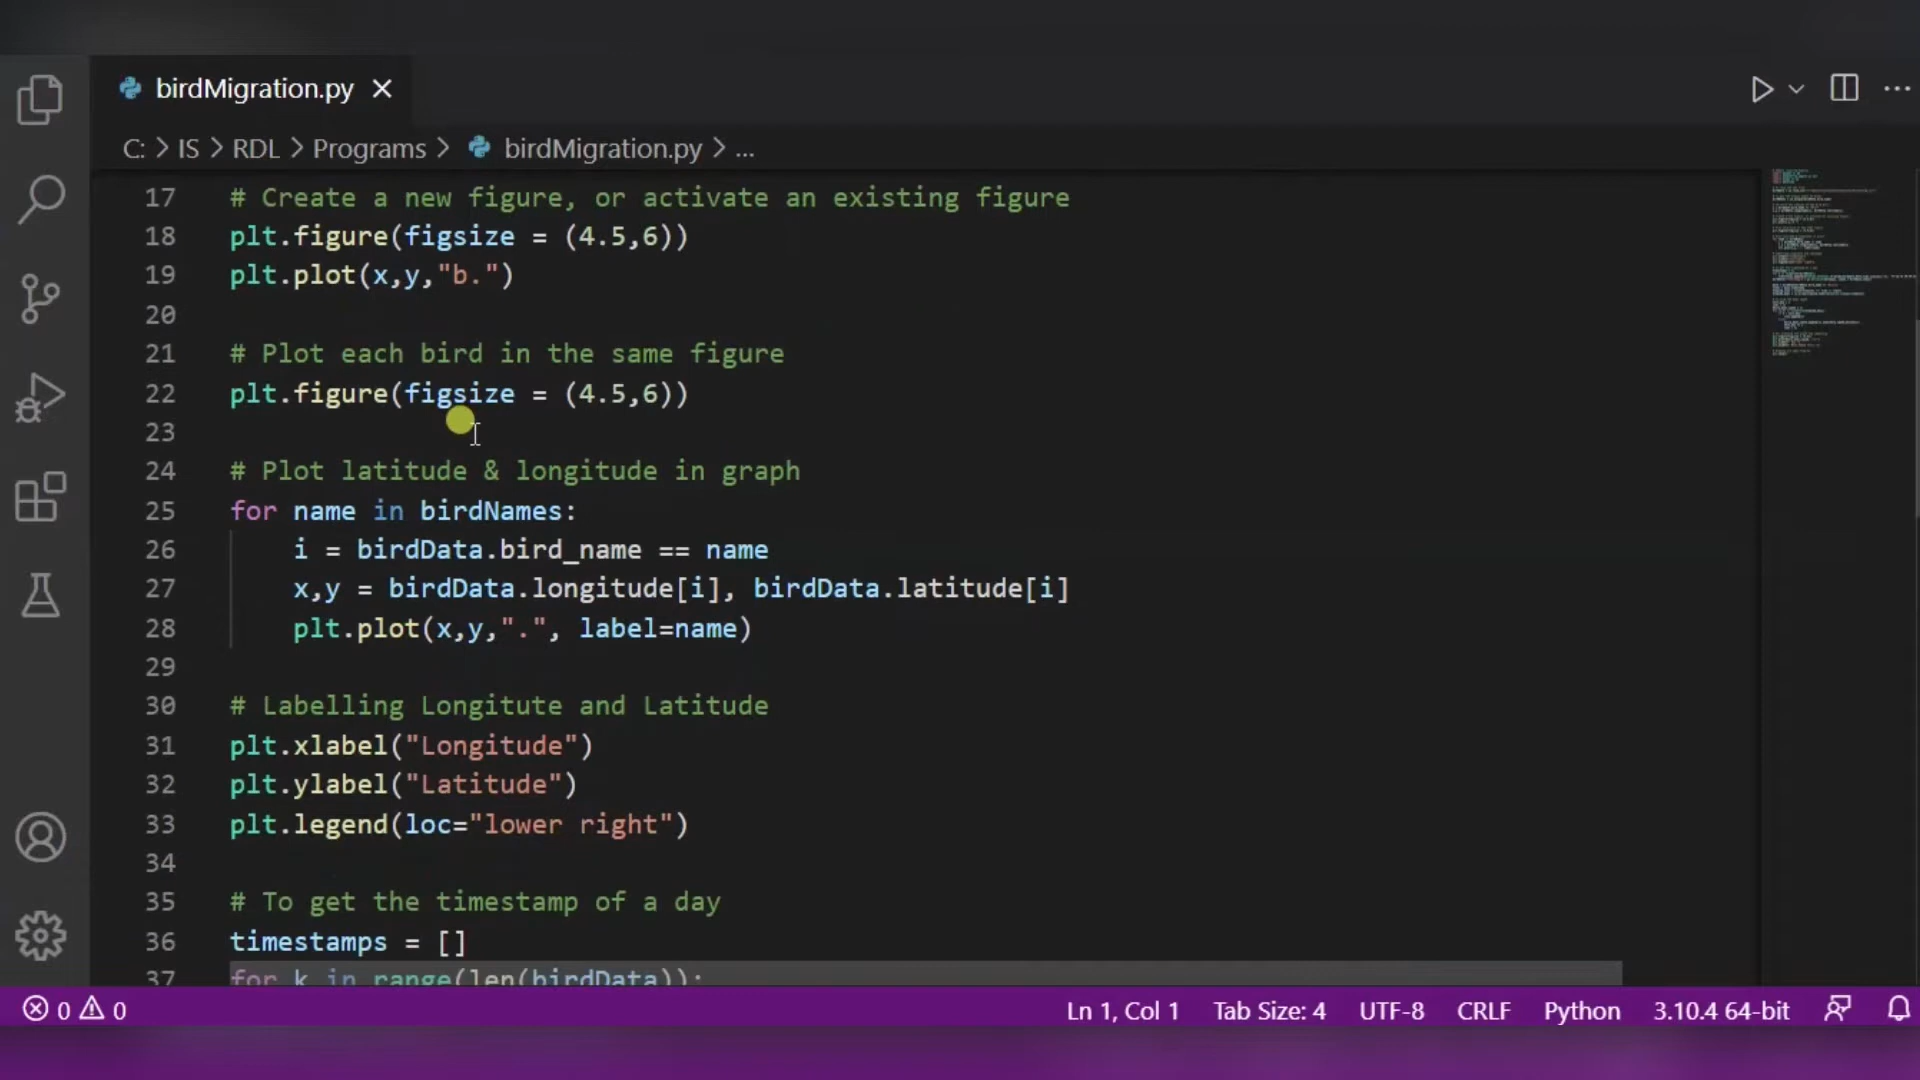 birdMigration.py
C: > IS > RDL > Programs > birdMigration.py > ...
17 # Create a new figure, or activate an existing figure
18 plt.figure(figsize = (4.5,6))
19 plt.plot(x,y,"b.")
20
21 # Plot each bird in the same figure
22 plt.figure(figsize = (4.5,6))
23
24 # Plot latitude & longitude in graph
25 for name in birdNames:
26     i = birdData.bird_name == name
27     x,y = birdData.longitude[i], birdData.latitude[i]
28     plt.plot(x,y,".", label=name)
29
30 # Labelling Longitute and Latitude
31 plt.xlabel("Longitude")
32 plt.ylabel("Latitude")
33 plt.legend(loc="lower right")
34
35 # To get the timestamp of a day
36 timestamps = []
37 for k in range(len(birdData)):
0 0 Ln 1, Col 1 Tab Size: 4 UTF-8 CRLF Python 3.10.4 64-bit